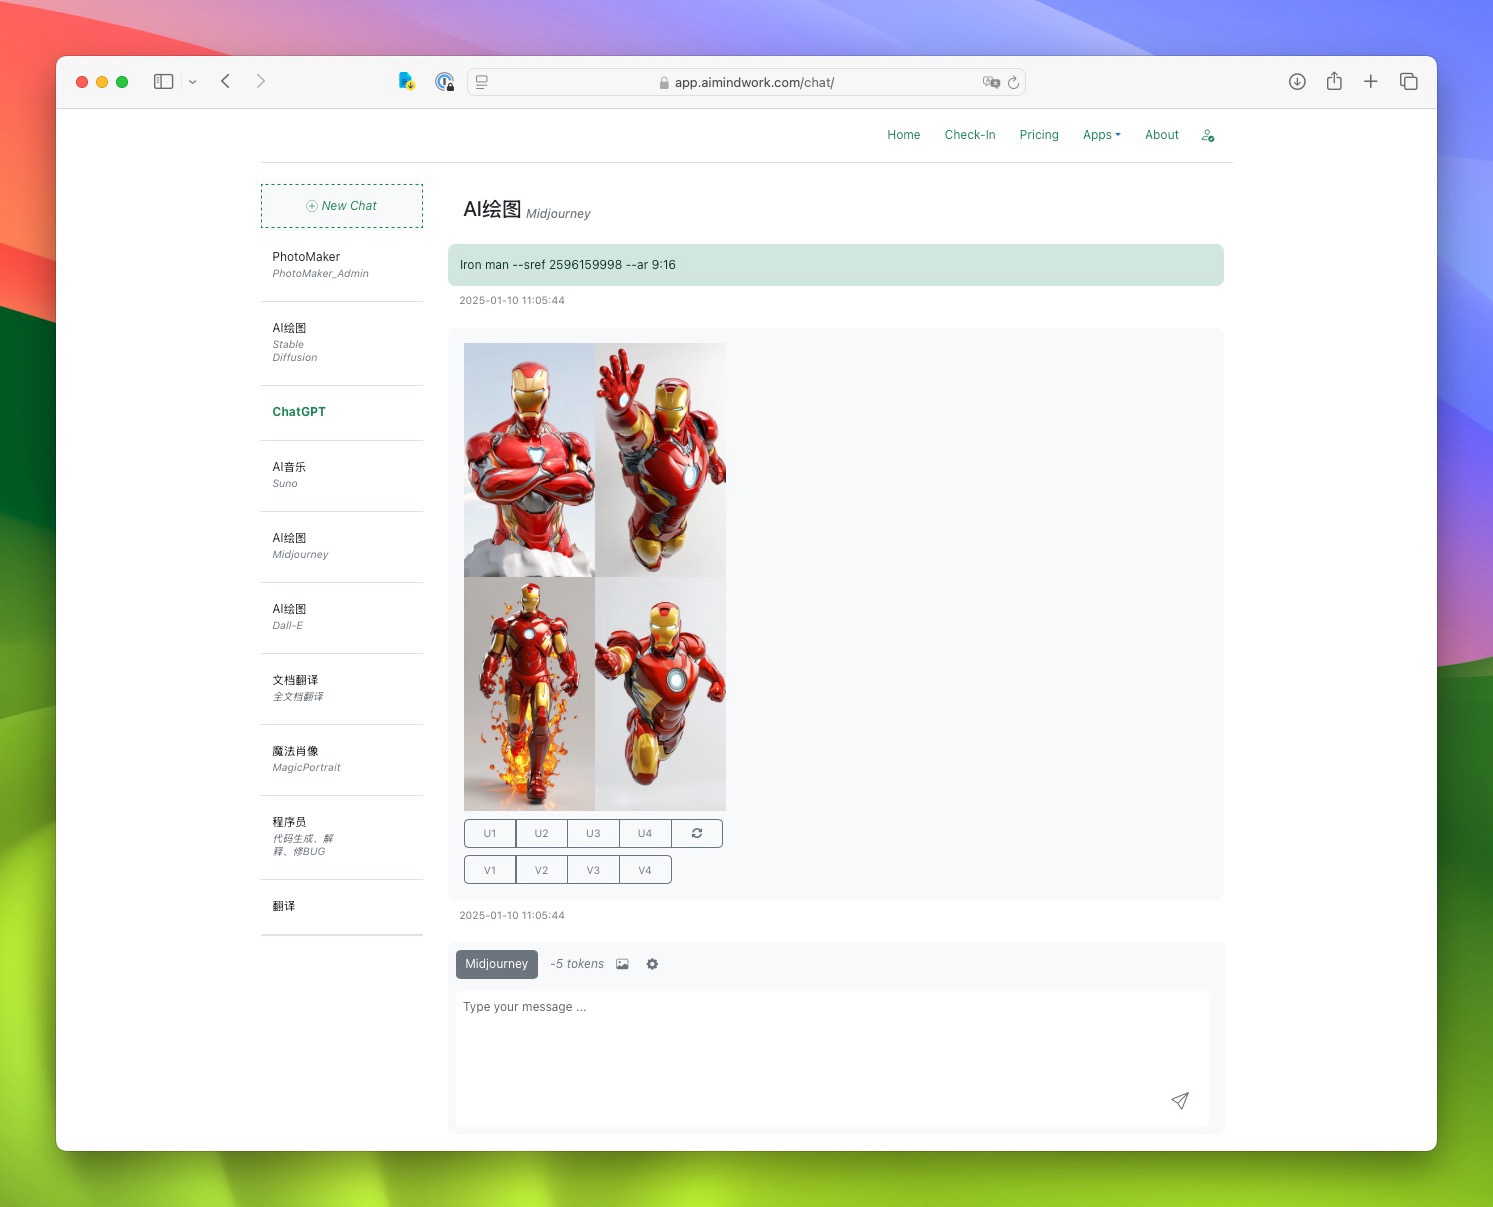 app.aimindwork.com/chat/
Home Check-In Pricing Apps About
New Chat
PhotoMaker
PhotoMaker_Admin
AI绘图
Stable
Diffusion
ChatGPT
AI音乐
Suno
AI绘图
Midjourney
AI绘图
Dall-E
文档翻译
全文档翻译
魔法肖像
MagicPortrait
程序员
代码生成、解
释、修BUG
翻译
AI绘图 Midjourney
Iron man --sref 2596159998 --ar 9:16
2025-01-10 11:05:44
U1 U2 U3 U4
V1 V2 V3 V4
2025-01-10 11:05:44
Midjourney -5 tokens
Type your message ...